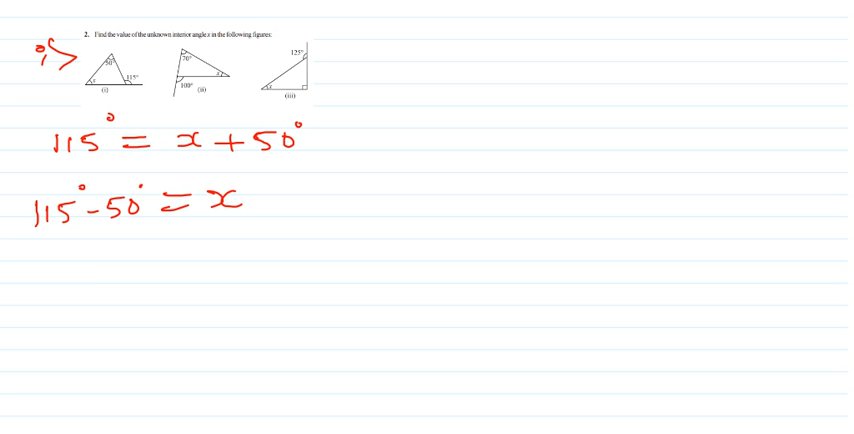 2. Find the value of the unknown interior angle x in the following figures:
i >
50°
x
115°
(i)
70°
x
100°
(ii)
125°
x
(iii)
115° = x + 50°
115° - 50° = x